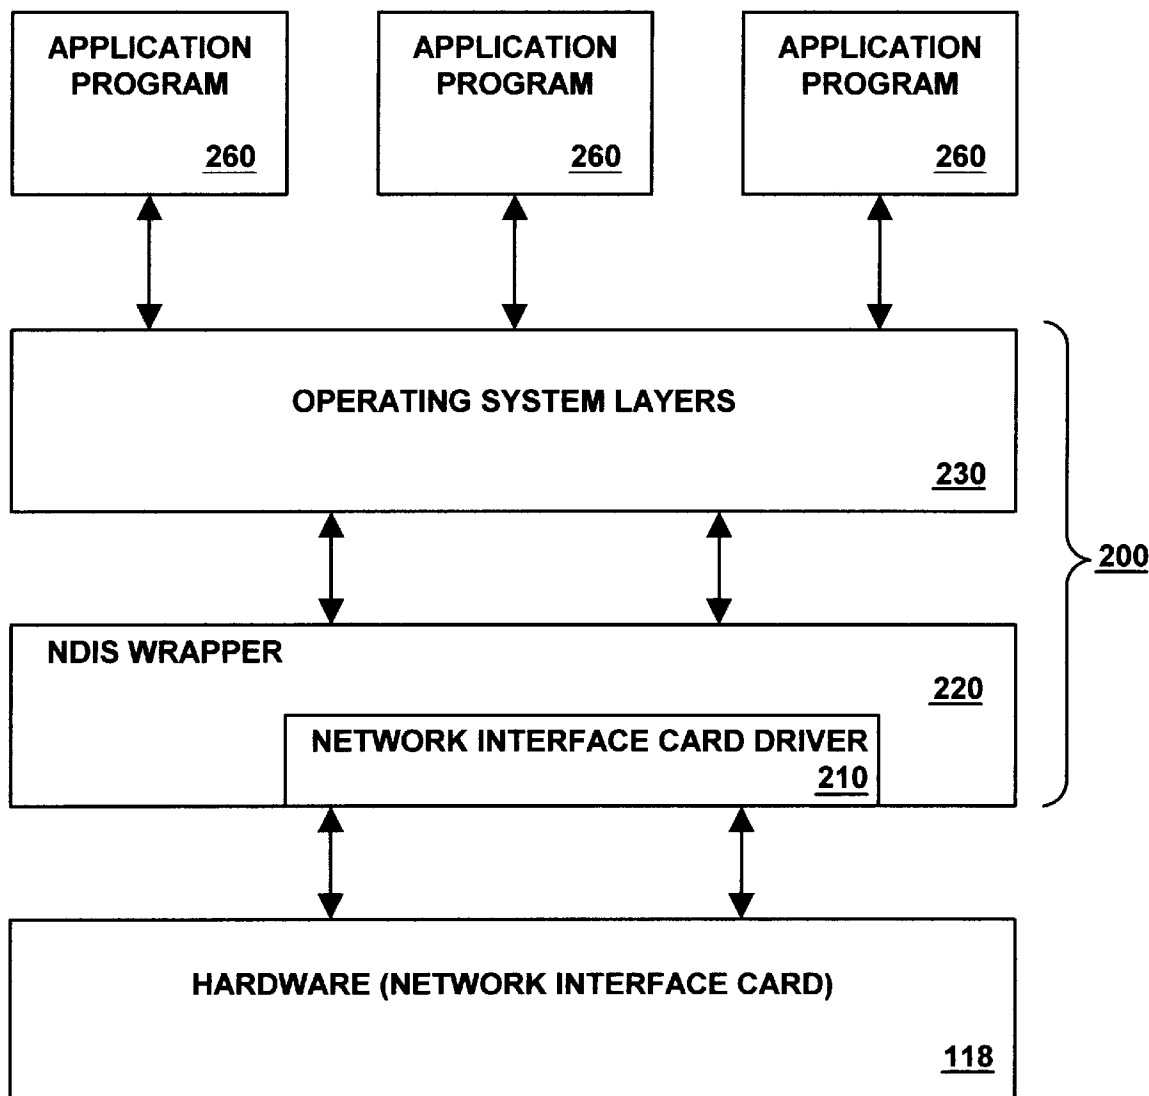 APPLICATION
PROGRAM
260
APPLICATION
PROGRAM
260
APPLICATION
PROGRAM
260
OPERATING SYSTEM LAYERS
230
200
NDIS WRAPPER
220
NETWORK INTERFACE CARD DRIVER
210
HARDWARE (NETWORK INTERFACE CARD)
118